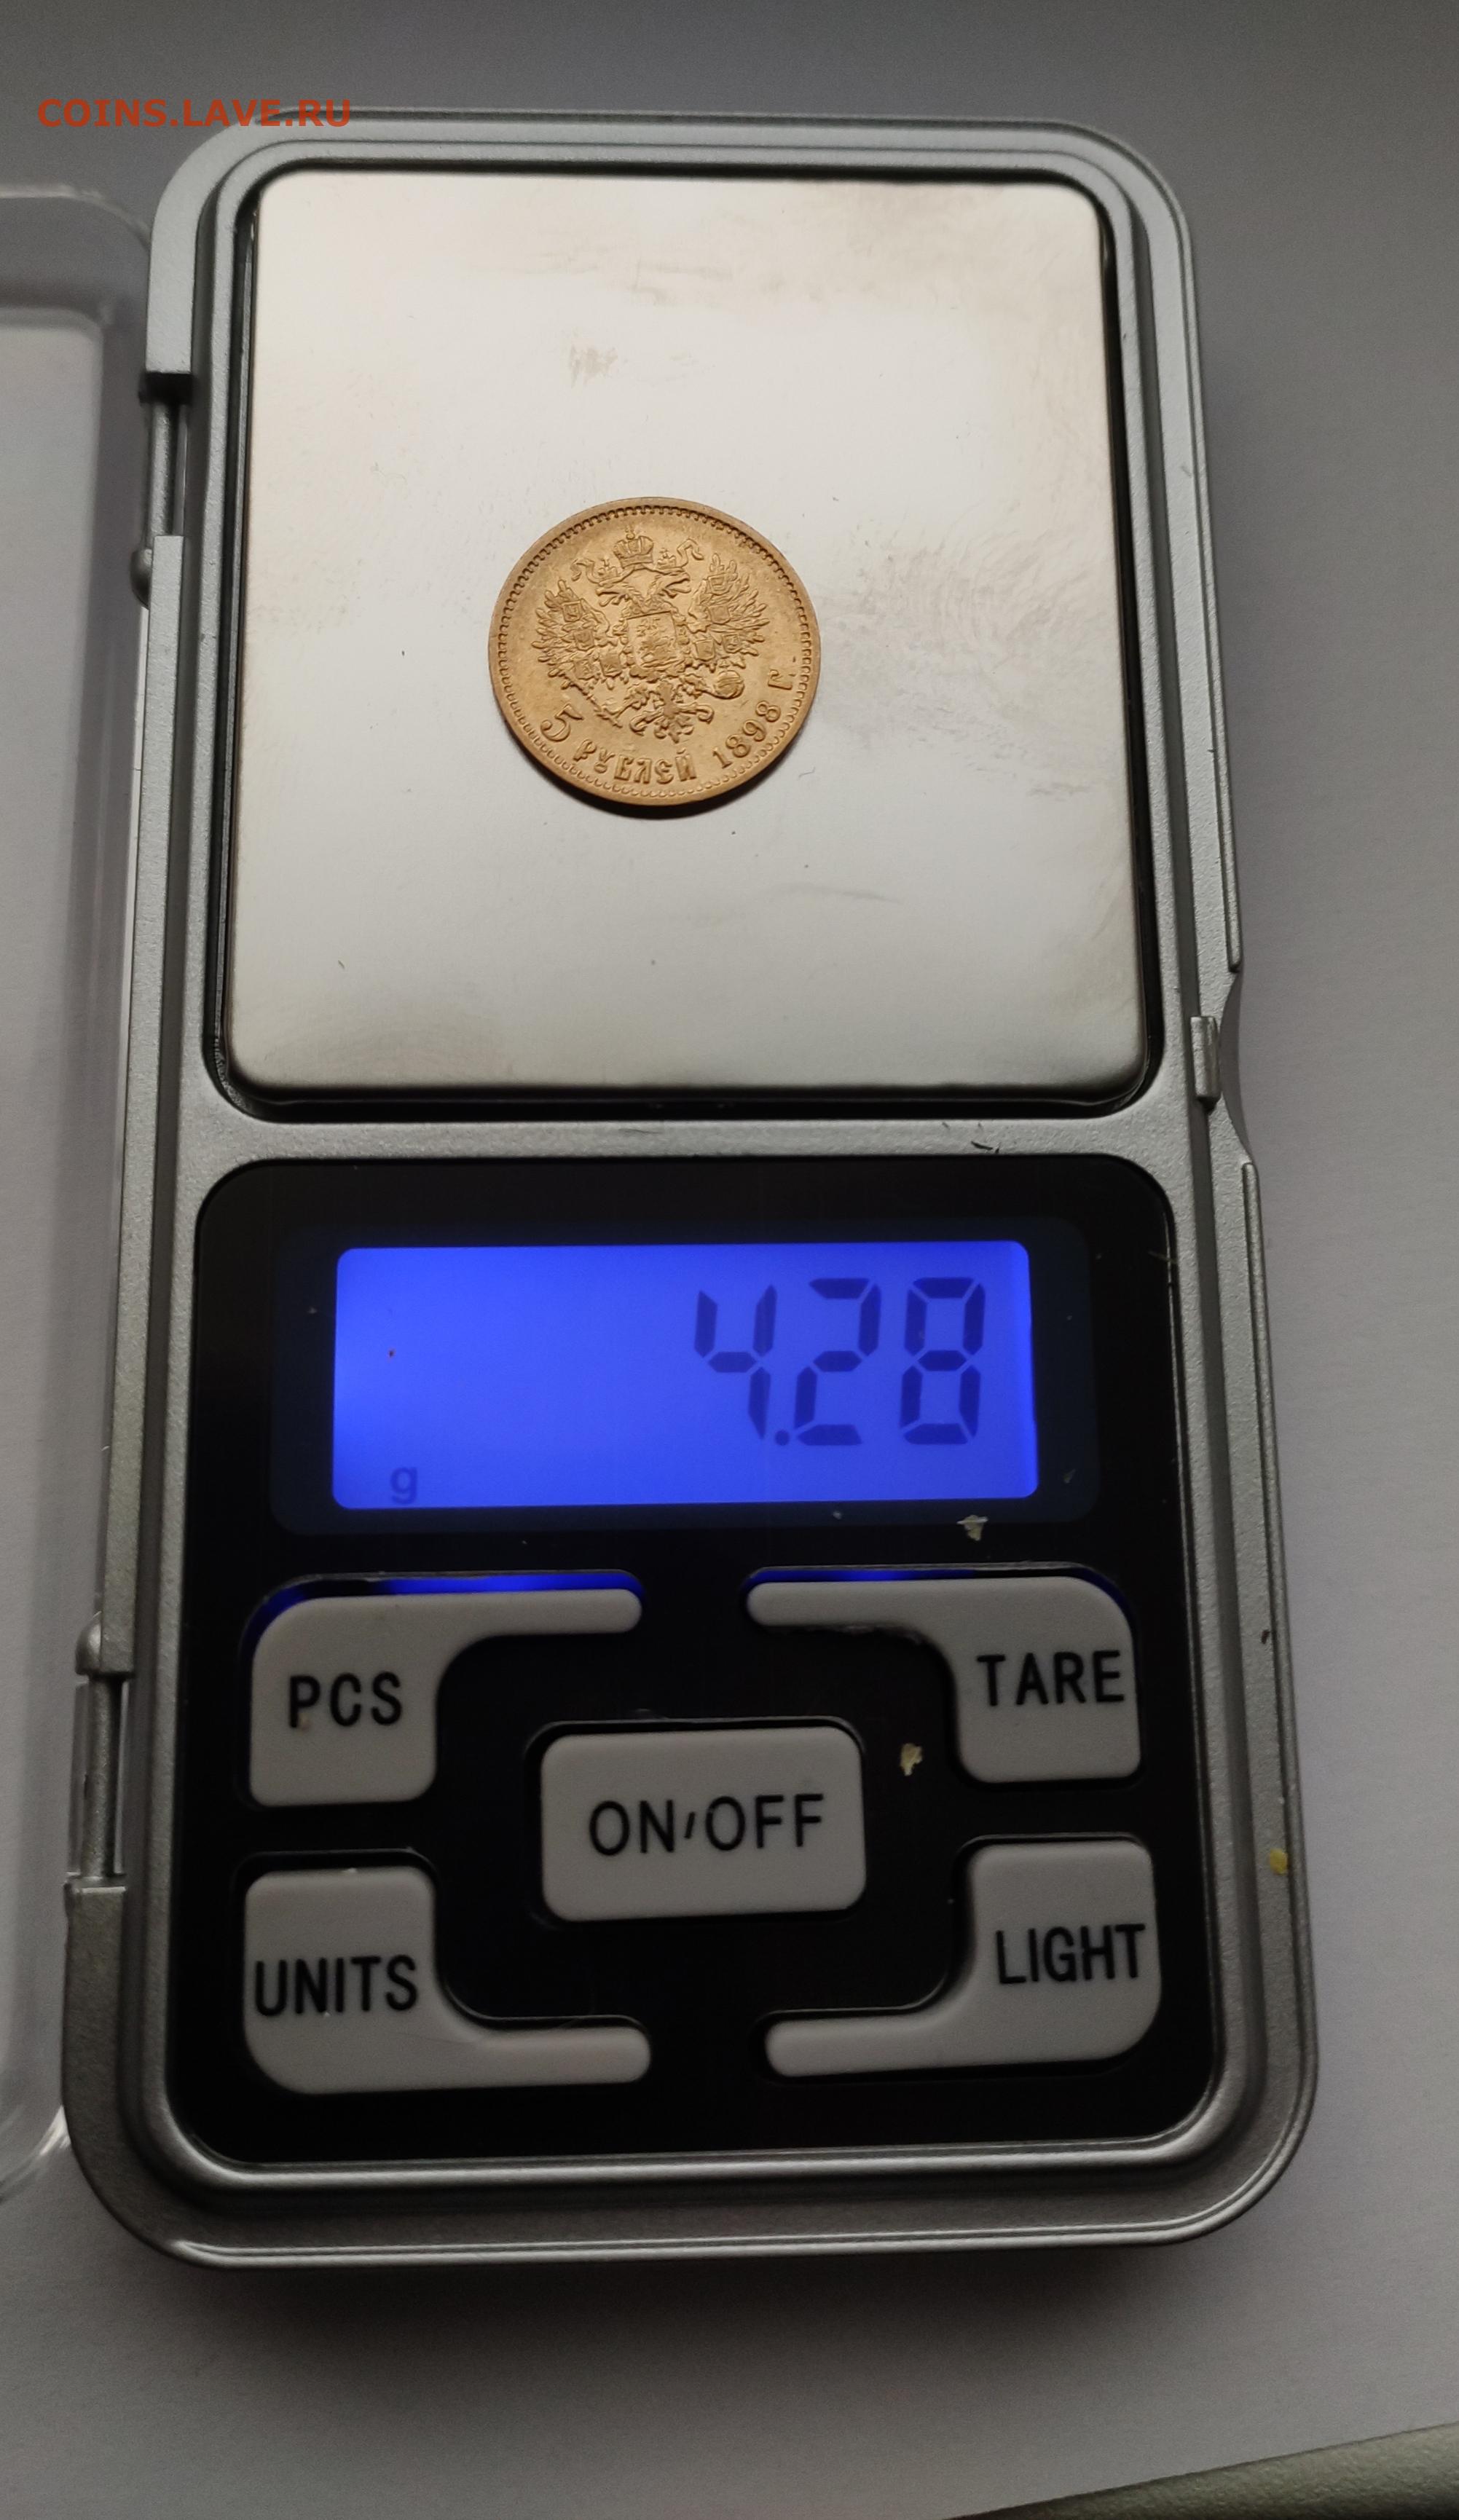 COINS.LAVE.RU
5 РУБЛЕЙ 1898 Г.
4.28
g
PCS
TARE
ON/OFF
UNITS
LIGHT